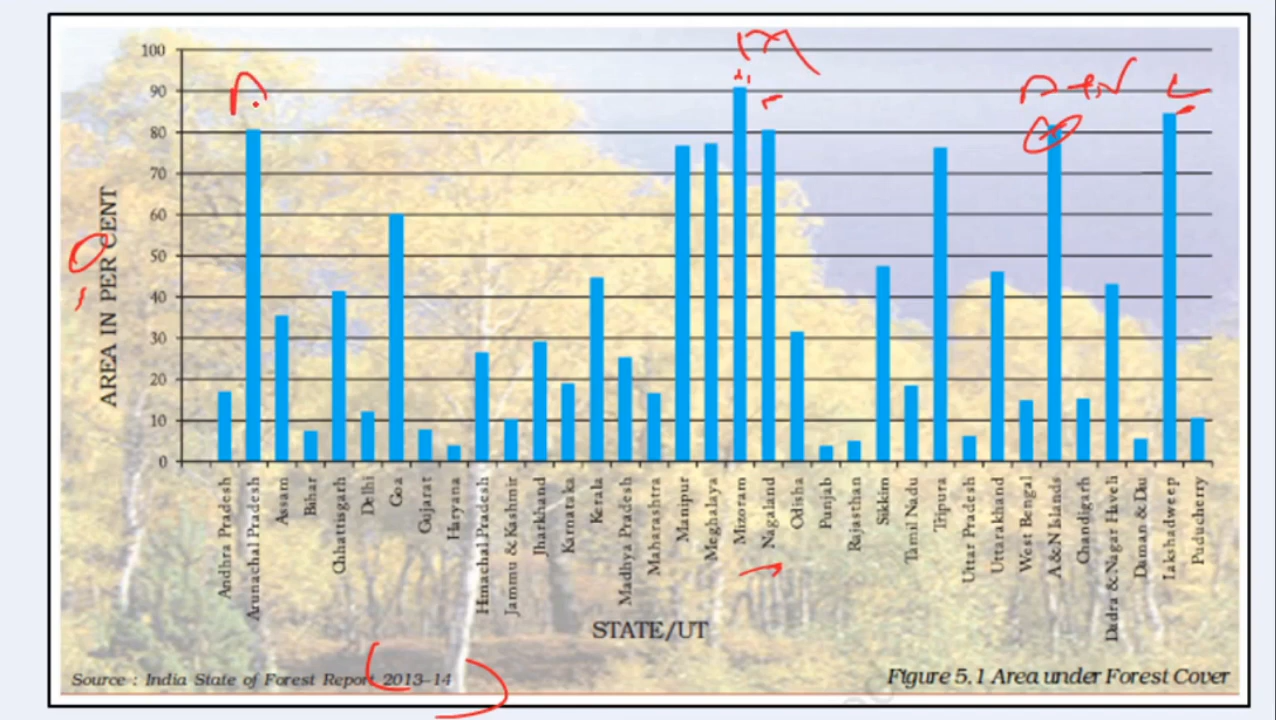 100
90
80
70
60
50
40
30
20
10
0
AREA IN PER CENT
Andhra Pradesh
Arunachal Pradesh
Assam
Bihar
Chhattisgarh
Delhi
Goa
Gujarat
Haryana
Himachal Pradesh
Jammu & Kashmir
Jharkhand
Karnataka
Kerala
Madhya Pradesh
Maharashtra
Manipur
Meghalaya
Mizoram
Nagaland
Odisha
Punjab
Rajasthan
Sikkim
Tamil Nadu
Tripura
Uttar Pradesh
Uttarakhand
West Bengal
A & N Islands
Chandigarh
Dadra & Nagar Haveli
Daman & Diu
Lakshadweep
Puducherry
STATE/UT
Source : India State of Forest Report 2013–14
Figure 5.1 Area under Forest Cover